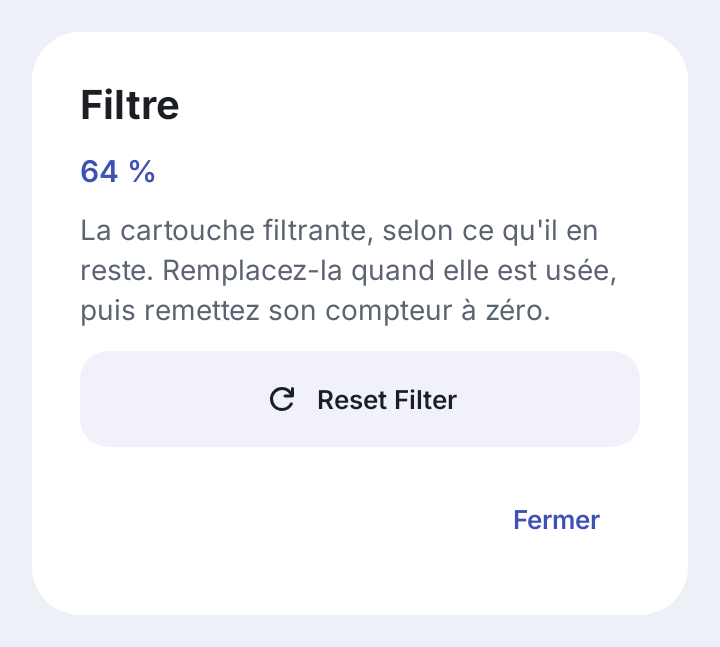 Filtre
64 %
La cartouche filtrante, selon ce qu'il en
reste. Remplacez-la quand elle est usée,
puis remettez son compteur à zéro.
Reset Filter
Fermer